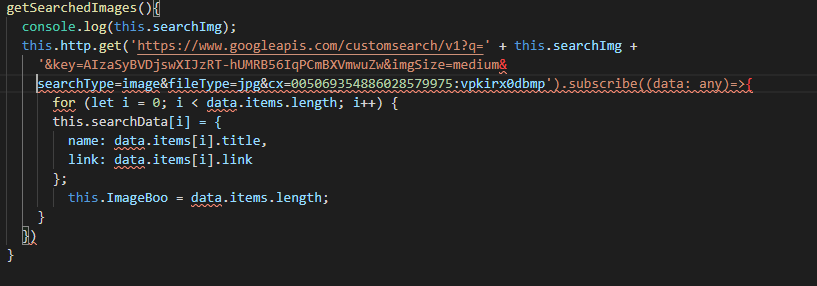 getSearchedImages(){
console.log(this.searchImg);
this.http.get('https://www.googleapis.com/customsearch/v1?q=' + this.searchImg +
'&key=AIzaSyBVDjswXIJzRT-hUMRB56IqPCmBXVmwuZw&imgSize=medium&
searchType=image&fileType=jpg&cx=005069354886028579975:vpkirx0dbmp').subscribe((data: any)=>{
for (let i = 0; i < data.items.length; i++) {
this.searchData[i] = {
name: data.items[i].title,
link: data.items[i].link
};
this.ImageBoo = data.items.length;
}
})
}